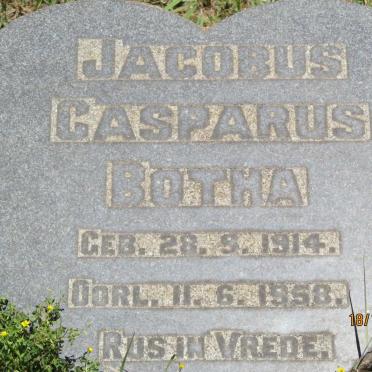 JACOBUS
CASPARUS
BOTHA
GEB. 28. 9. 1914.
OORL. 11. 6. 1958.
RUS IN VREDE.
18/